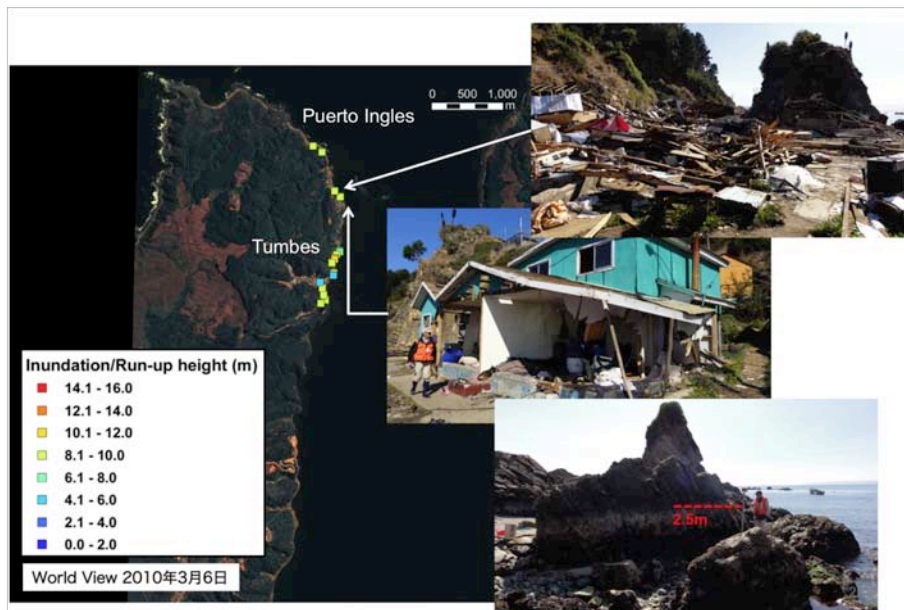 0 500 1,000
m
Puerto Ingles
Tumbes
Inundation/Run-up height (m)
14.1 - 16.0
12.1 - 14.0
10.1 - 12.0
8.1 - 10.0
6.1 - 8.0
4.1 - 6.0
2.1 - 4.0
0.0 - 2.0
2.5m
World View 2010年3月6日